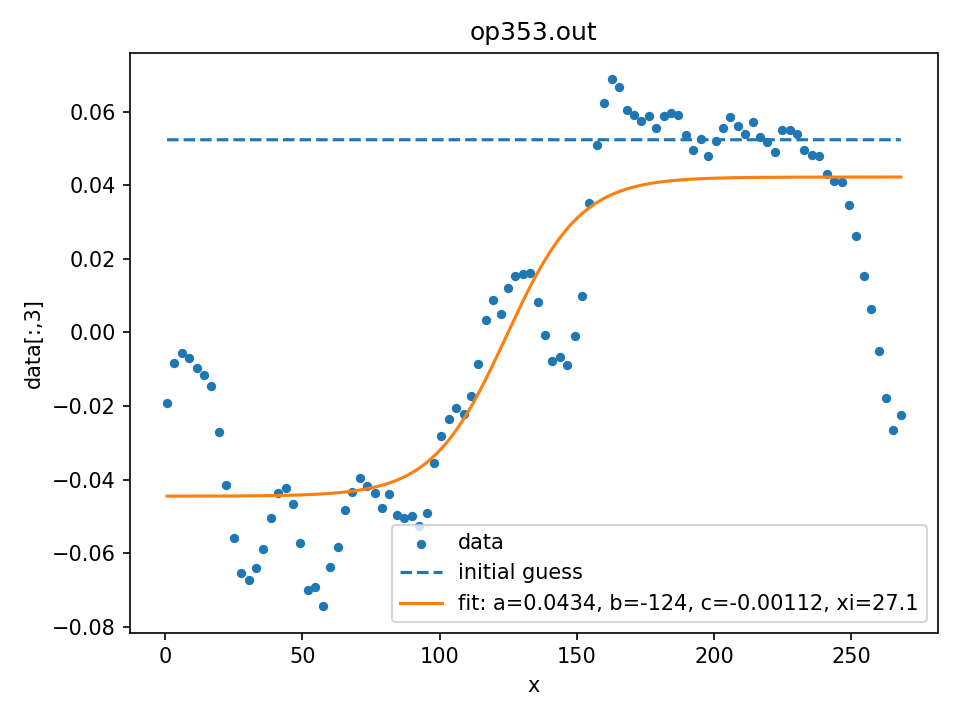 op353.out
0.06
0.04
0.02
0.00
−0.02
−0.04
−0.06
−0.08
data[:,3]
data
initial guess
fit: a=0.0434, b=-124, c=-0.00112, xi=27.1
0 50 100 150 200 250
x